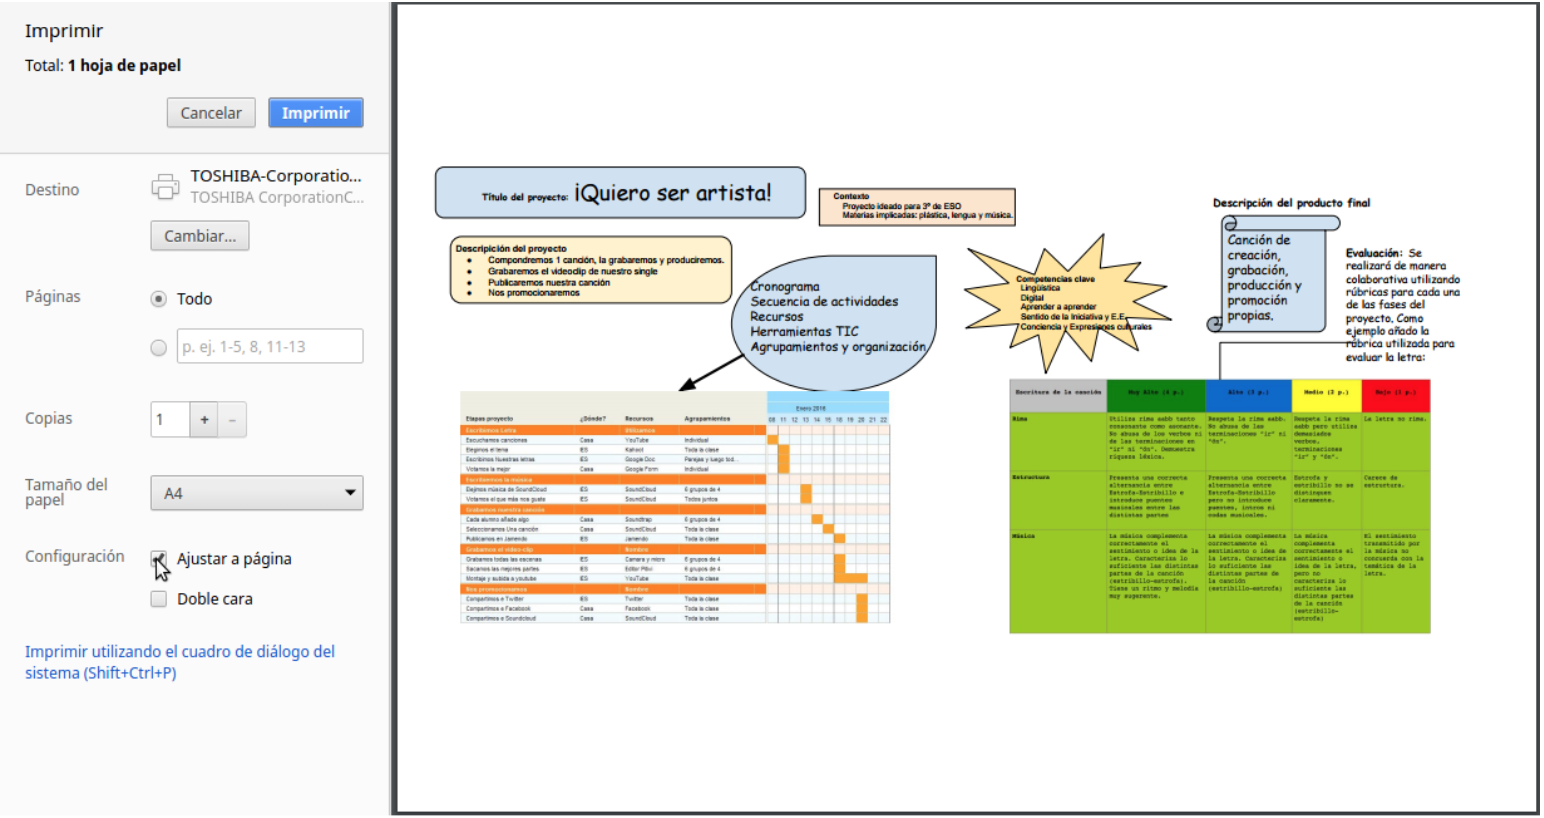 Imprimir
Total: 1 hoja de papel
Cancelar
Imprimir
Destino
TOSHIBA-Corporatio...
TOSHIBA CorporationC...
Cambiar...
Páginas
Todo
p. ej. 1-5, 8, 11-13
Copias
1
+
–
Tamaño del
papel
A4
Configuración
Ajustar a página
Doble cara
Imprimir utilizando el cuadro de diálogo del
sistema (Shift+Ctrl+P)
Título del proyecto: ¡Quiero ser artista!
Contexto
Proyecto ideado para 3º de ESO
Materias implicadas: plástica, lengua y música.
Descripición del proyecto
Compondremos 1 canción, la grabaremos y produciremos.
Grabaremos el videoclip de nuestro single
Publicaremos nuestra canción
Nos promocionaremos
Cronograma
Secuencia de actividades
Recursos
Herramientas TIC
Agrupamientos y organización
Competencias clave
Lingüística
Digital
Aprender a aprender
Sentido de la Iniciativa y E.E.
Conciencia y Expresiones culturales
Descripción del producto final
Canción de
creación,
grabación,
producción y
promoción
propias.
Evaluación: Se
realizará de manera
colaborativa utilizando
rúbricas para cada una
de las fases del
proyecto. Como
ejemplo añado la
rúbrica utilizada para
evaluar la letra:
Enero 2016
Etapas proyecto ¿Dónde? Recursos Agrupamientos
08 11 12 13 14 15 18 19 20 21 22
Escribimos Letra
Escuchamos canciones Casa YouTube Individual
Elegimos el tema IES Kahoot Toda la clase
Escribimos Nuestras letras IES Google Doc Parejas y luego tod...
Votamos la mejor Casa Google Form Individual
Escribiemos la música
Elejimos música de SoundCloud IES SoundCloud 6 grupos de 4
Votamos el que más nos gusta IES SoundCloud Todos juntos
Grabamos nuestra canción
Cada alumno añade algo Casa Soundtrap 6 grupos de 4
Seleccionamos Una canción Casa SoundCloud Toda la clase
Publicamos en Jamendo IES Jamendo Toda la clase
Grabamos el video-clip Nombre
Grabamos todas las escenas IES Camara y micro 6 grupos de 4
Sacamos las mejores partes IES 6 grupos de 4
Montaje y subida a youtube IES YouTube Toda la clase
Nos promocionamos Nombre
Compartimos e Twitter IES Twitter Toda la clase
Compartimos e Facebook Casa Facebook Toda la clase
Compartimos e Soundcloud IES SoundCloud Toda la clase
Escritura de la canción
Muy Alto (4 p.)
Alto (3 p.)
Medio (2 p.)
Bajo (1 p.)
Rima
Utiliza rima aabb tanto
consonante como asonante.
No abusa de los verbos ni
de las terminaciones en
"ir" ni "ón". Demuestra
riqueza léxica.
Respeta la rima aabb.
No abusa de las
terminaciones "ir" ni
"ón".
Respeta la rima
aabb pero utiliza
demasiados
verbos,
terminaciones
"ir" y "ón".
La letra no rima.
Estructura
Presenta una correcta
alternancia entre
Estrofa-Estribillo e
introduce puentes
musicales entre las
distintas partes
Presenta una correcta
alternancia entre
Estrofa-Estribillo
pero no introduce
puentes, intros ni
codas musicales.
Estrofa y
estribillo no se
distinguen
claramente.
Carece de
estructura.
Música
La música complementa
correctamente el
sentimiento o idea de la
letra. Caracteriza lo
suficiente las distintas
partes de la canción
(estribillo-estrofa).
Tiene un ritmo y melodía
muy sugerente.
La música complementa
correctamente el
sentimiento o idea de
la letra. Caracteriza
lo suficiente las
distintas partes de
la canción
(estribillo-estrofa)
La música
complementa
correctamente el
sentimiento o
idea de la letra,
pero no
caracteriza lo
suficiente las
distintas partes
de la canción
(estribillo-
estrofa)
El sentimiento
transmitido por
la música no
concuerda con la
temática de la
letra.